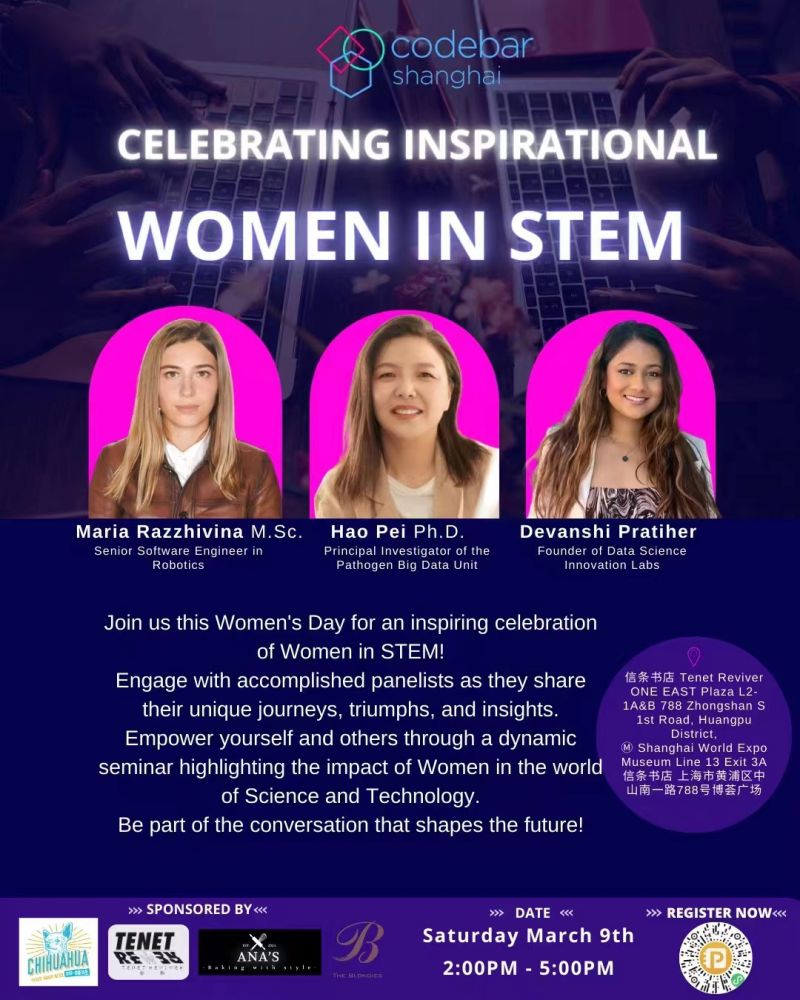 codebar
shanghai
CELEBRATING INSPIRATIONAL
WOMEN IN STEM
Maria Razzhivina M.Sc.
Senior Software Engineer in
Robotics
Hao Pei Ph.D.
Principal Investigator of the
Pathogen Big Data Unit
Devanshi Pratiher
Founder of Data Science
Innovation Labs
Join us this Women's Day for an inspiring celebration
of Women in STEM!
Engage with accomplished panelists as they share
their unique journeys, triumphs, and insights.
Empower yourself and others through a dynamic
seminar highlighting the impact of Women in the world
of Science and Technology.
Be part of the conversation that shapes the future!
信条书店 Tenet Reviver
ONE EAST Plaza L2-
1A&B 788 Zhongshan S
1st Road, Huangpu
District,
Ⓜ Shanghai World Expo
Museum Line 13 Exit 3A
信条书店 上海市黄浦区中
山南一路788号博荟广场
>>> SPONSORED BY <<<
CHIHUAHUA
TENET
TENET REVIVER
ANA'S
-Baking with style-
B
THE BLONDIES
>>> DATE <<<
Saturday March 9th
2:00PM - 5:00PM
>>> REGISTER NOW <<<
P